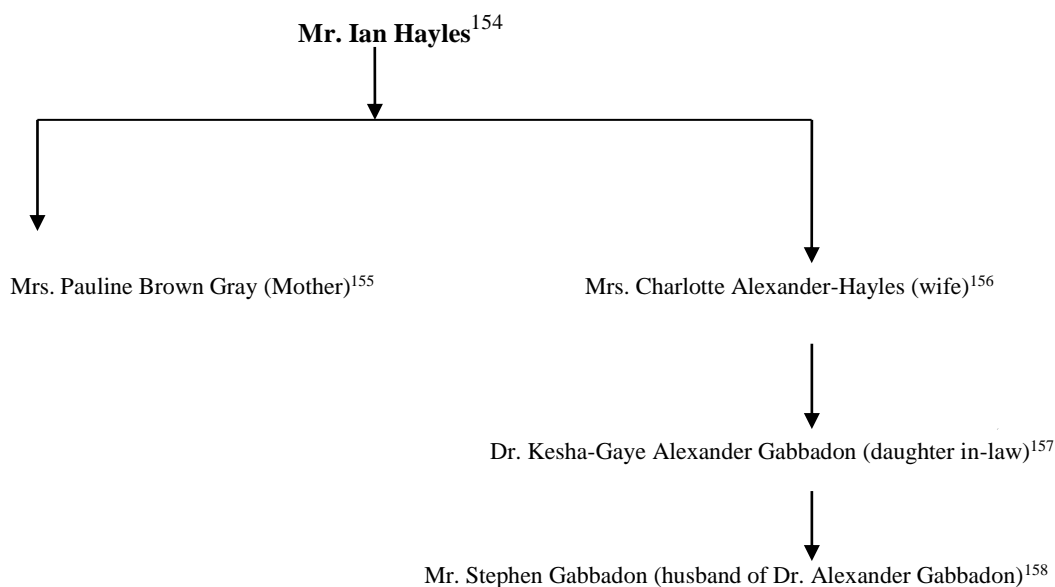 Mr. Ian Hayles154
Mrs. Pauline Brown Gray (Mother)155
Mrs. Charlotte Alexander-Hayles (wife)156
Dr. Kesha-Gaye Alexander Gabbadon (daughter in-law)157
Mr. Stephen Gabbadon (husband of Dr. Alexander Gabbadon)158